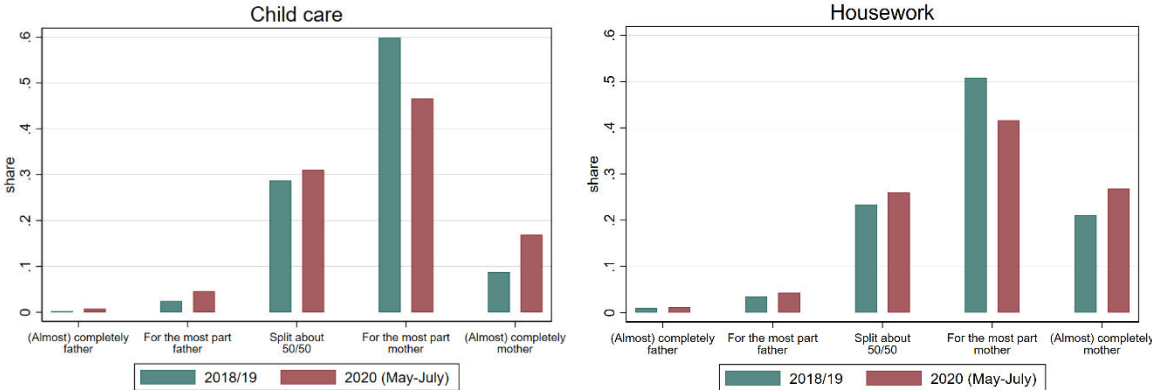 Child care
share
.6
.5
.4
.3
.2
.1
0
(Almost) completely
father
For the most part
father
Split about
50/50
For the most part
mother
(Almost) completely
mother
2018/19
2020 (May-July)
Housework
share
.6
.5
.4
.3
.2
.1
0
(Almost) completely
father
For the most part
father
Split about
50/50
For the most part
mother
(Almost) completely
mother
2018/19
2020 (May-July)